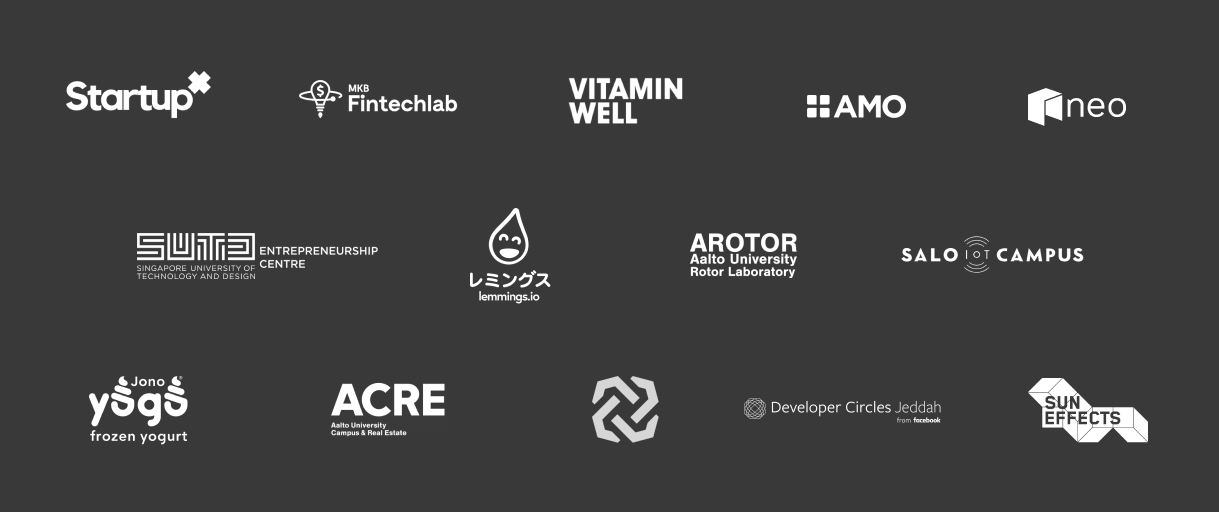 Startup
MKB
Fintechlab
VITAMIN
WELL
AMO
neo
SUTD
SINGAPORE UNIVERSITY OF
TECHNOLOGY AND DESIGN
ENTREPRENEURSHIP
CENTRE
レミングス
lemmings.io
AROTOR
Aalto University
Rotor Laboratory
SALO IOT CAMPUS
Jono
yogo
frozen yogurt
ACRE
Aalto University
Campus & Real Estate
Developer Circles Jeddah
from facebook
SUN
EFFECTS